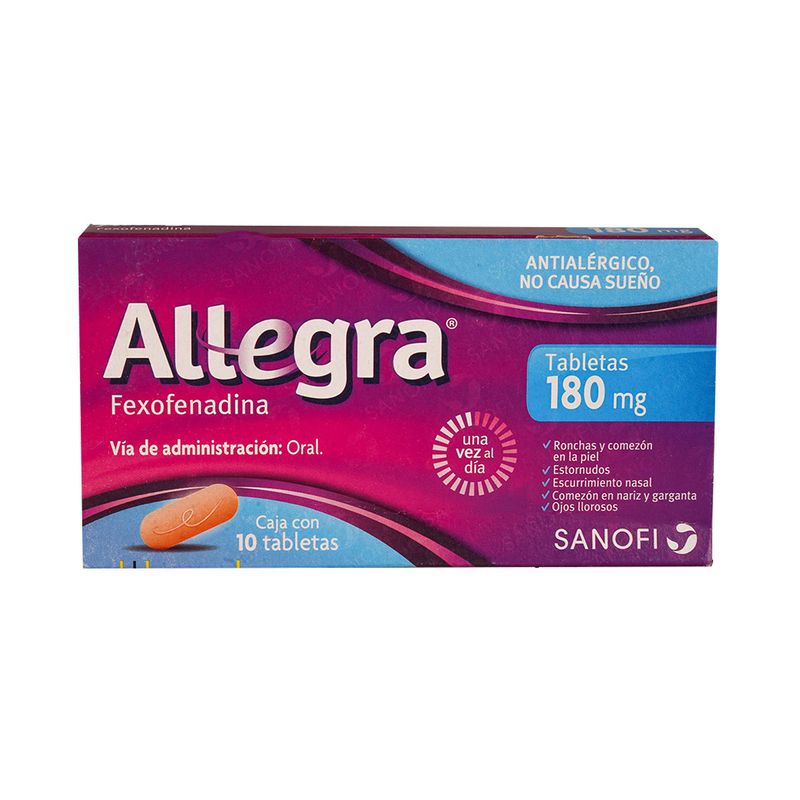 Fexofenadina
180 mg
ANTIALÉRGICO,
NO CAUSA SUEÑO
Allegra®
Fexofenadina
Tabletas
180 mg
Vía de administración: Oral.
una
vez al
día
✓ Ronchas y comezón
en la piel
✓ Estornudos
✓ Escurrimiento nasal
✓ Comezón en nariz y garganta
✓ Ojos llorosos
Caja con
10 tabletas
SANOFI